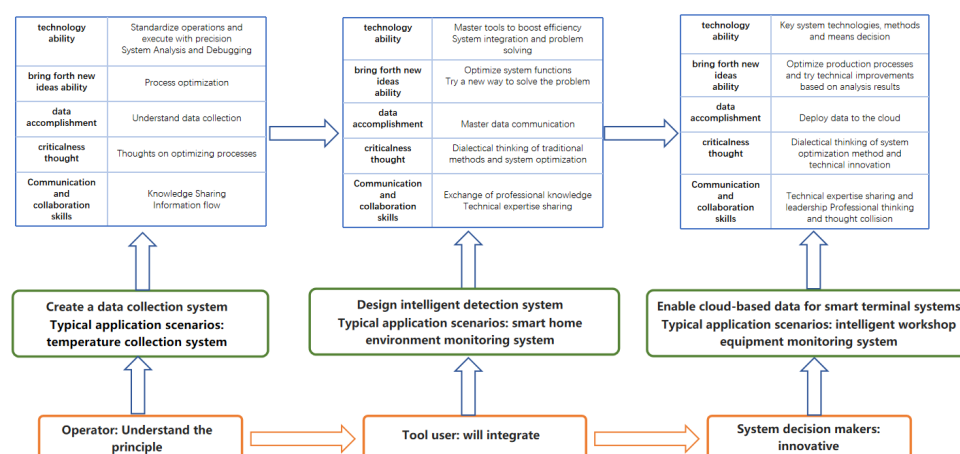 technology
ability
Standardize operations and
execute with precision
System Analysis and Debugging
bring forth new
ideas ability
Process optimization
data
accomplishment
Understand data collection
criticalness
thought
Thoughts on optimizing processes
Communication
and
collaboration
skills
Knowledge Sharing
Information flow
technology
ability
Master tools to boost efficiency
System integration and problem
solving
bring forth new
ideas
ability
Optimize system functions
Try a new way to solve the problem
data
accomplishment
Master data communication
criticalness
thought
Dialectical thinking of traditional
methods and system optimization
Communication
and
collaboration
skills
Exchange of professional knowledge
Technical expertise sharing
technology
ability
Key system technologies, methods
and means decision
bring forth new
ideas
ability
Optimize production processes
and try technical improvements
based on analysis results
data
accomplishment
Deploy data to the cloud
criticalness
thought
Dialectical thinking of system
optimization method and
technical innovation
Communication
and
collaboration
skills
Technical expertise sharing and
leadership Professional thinking
and thought collision
Create a data collection system
Typical application scenarios:
temperature collection system
Design intelligent detection system
Typical application scenarios: smart home
environment monitoring system
Enable cloud-based data for smart terminal systems
Typical application scenarios: intelligent workshop
equipment monitoring system
Operator: Understand the
principle
Tool user: will integrate
System decision makers:
innovative